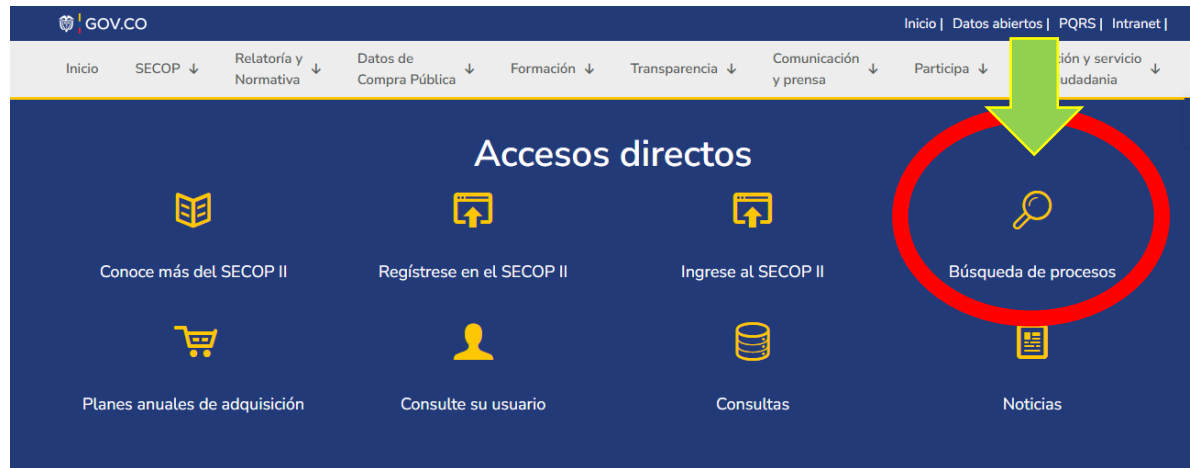 GOV.CO
Inicio | Datos abiertos | PQRS | Intranet |
Inicio
SECOP
Relatoría y
Normativa
Datos de
Compra Pública
Formación
Transparencia
Comunicación
y prensa
Participa
y servicio
Accesos directos
Conoce más del SECOP II
Regístrese en el SECOP II
Ingrese al SECOP II
Búsqueda de procesos
Planes anuales de adquisición
Consulte su usuario
Consultas
Noticias